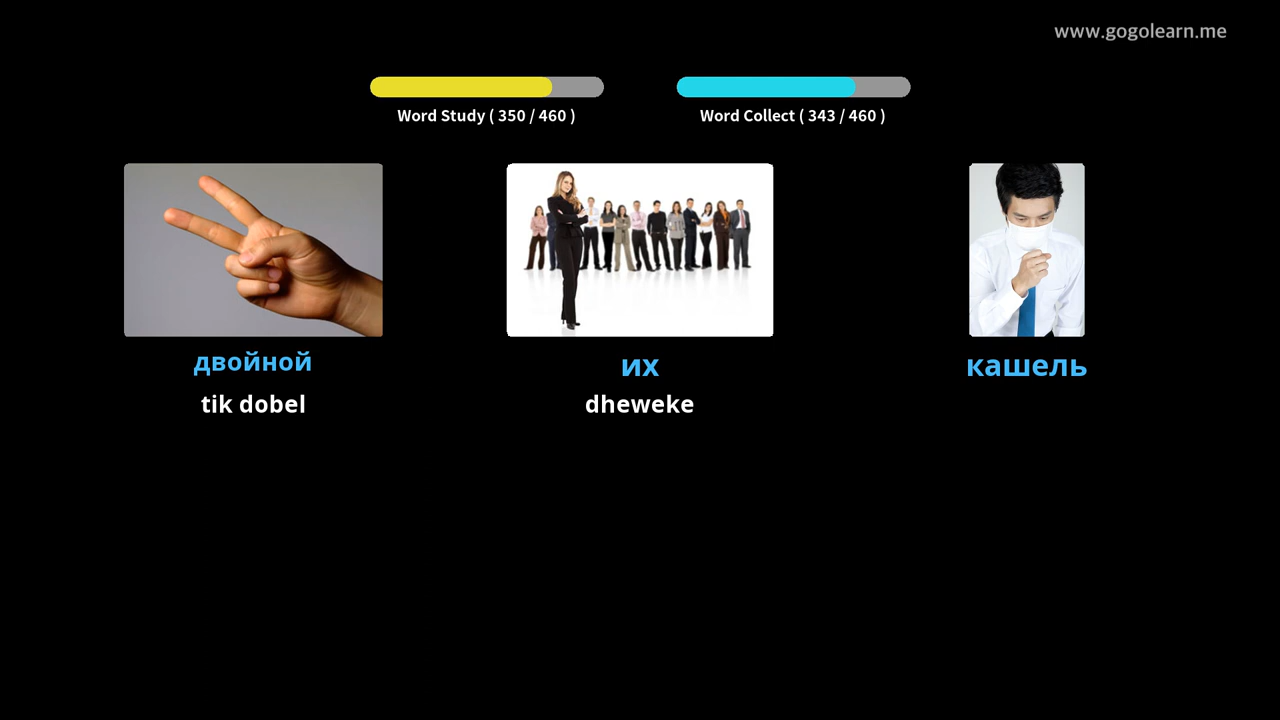 www.gogolearn.me
Word Study ( 350 / 460 )
Word Collect ( 343 / 460 )
двойной
их
кашель
tik dobel
dheweke